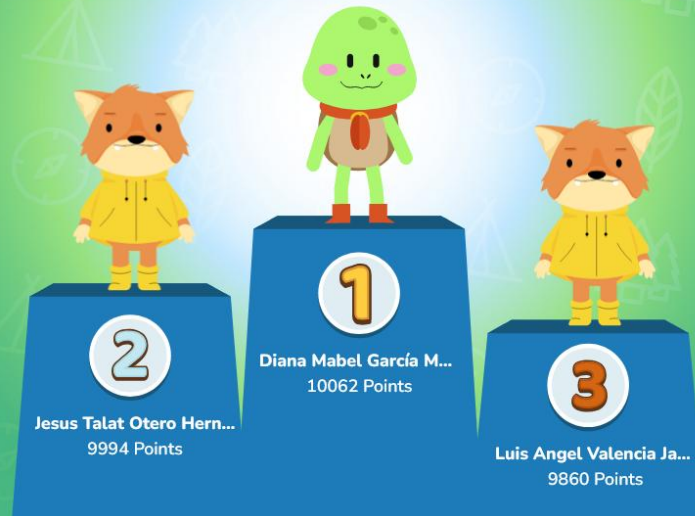 1
Diana Mabel García M...
10062 Points
2
Jesus Talat Otero Hern...
9994 Points
3
Luis Angel Valencia Ja...
9860 Points